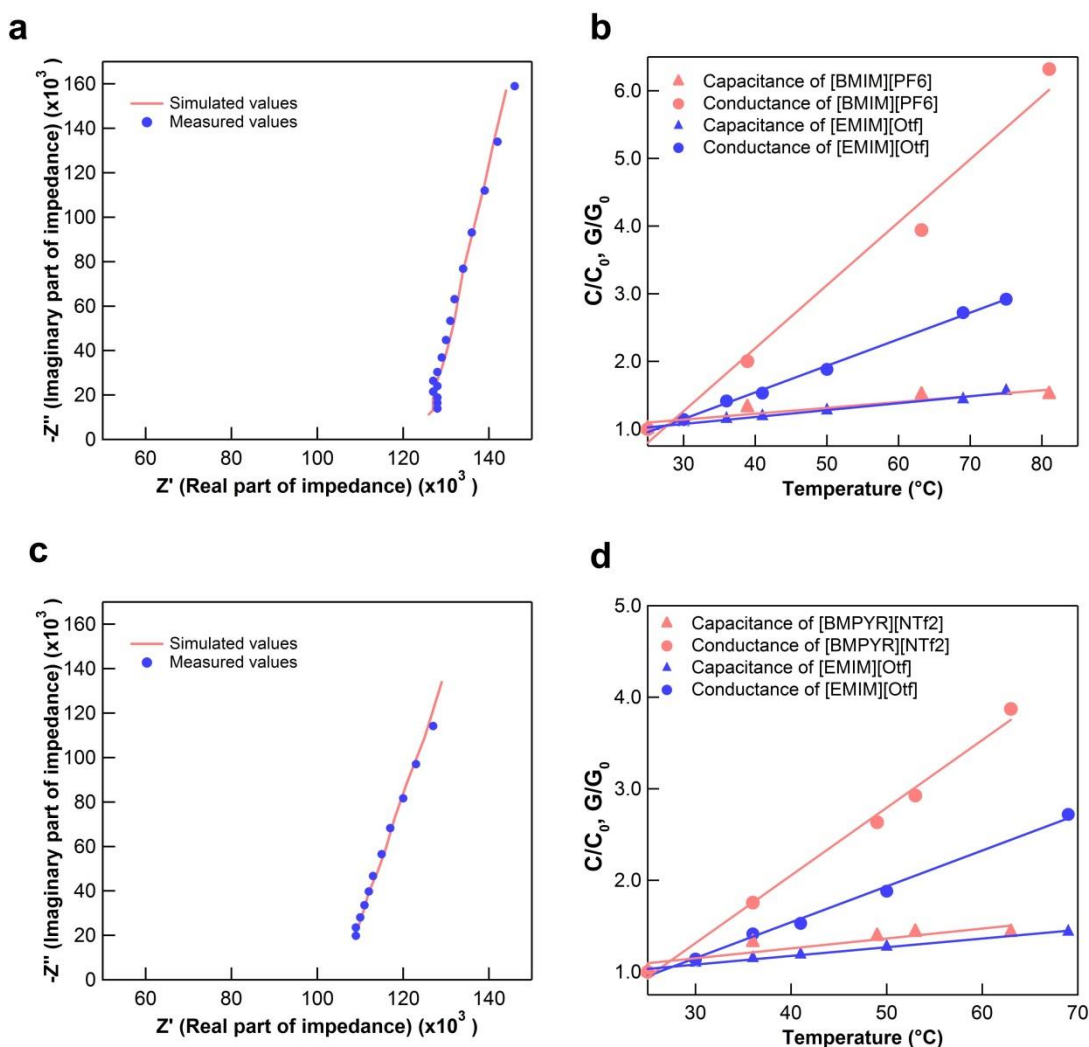 a
-Z" (Imaginary part of impedance) (x10³)
160
140
120
100
80
60
40
20
0
Simulated values
Measured values
60 80 100 120 140
Z' (Real part of impedance) (x10³ )
b
C/C₀, G/G₀
6.0
5.0
4.0
3.0
2.0
1.0
Capacitance of [BMIM][PF6]
Conductance of [BMIM][PF6]
Capacitance of [EMIM][Otf]
Conductance of [EMIM][Otf]
30 40 50 60 70 80
Temperature (°C)
c
-Z" (Imaginary part of impedance) (x10³)
160
140
120
100
80
60
40
20
0
Simulated values
Measured values
60 80 100 120 140
Z' (Real part of impedance) (x10³ )
d
C/C₀, G/G₀
5.0
4.0
3.0
2.0
1.0
Capacitance of [BMPYR][NTf2]
Conductance of [BMPYR][NTf2]
Capacitance of [EMIM][Otf]
Conductance of [EMIM][Otf]
30 40 50 60 70
Temperature (°C)